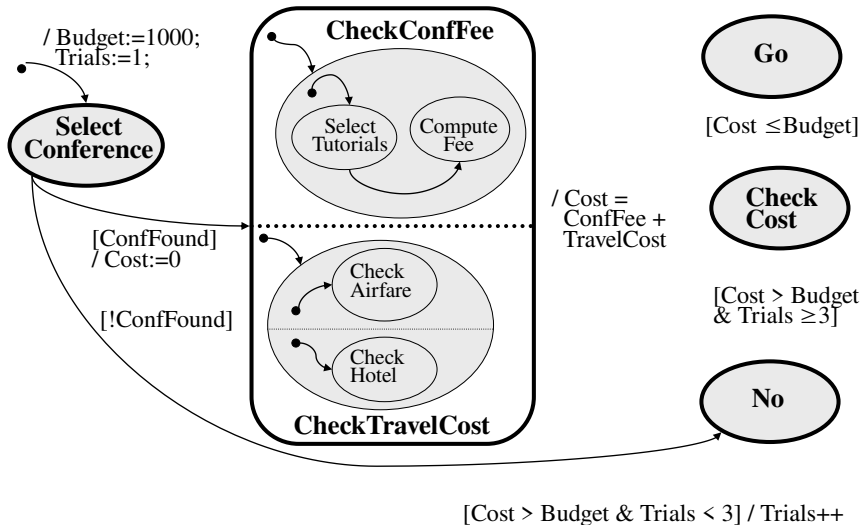 / Budget:=1000;
Trials:=1;
Select
Conference
CheckConfFee
Select
Tutorials
Compute
Fee
Go
[Cost ≤Budget]
/ Cost =
ConfFee +
TravelCost
Check
Cost
[ConfFound]
/ Cost:=0
[!ConfFound]
Check
Airfare
Check
Hotel
CheckTravelCost
[Cost > Budget
& Trials ≥3]
No
[Cost > Budget & Trials < 3] / Trials++